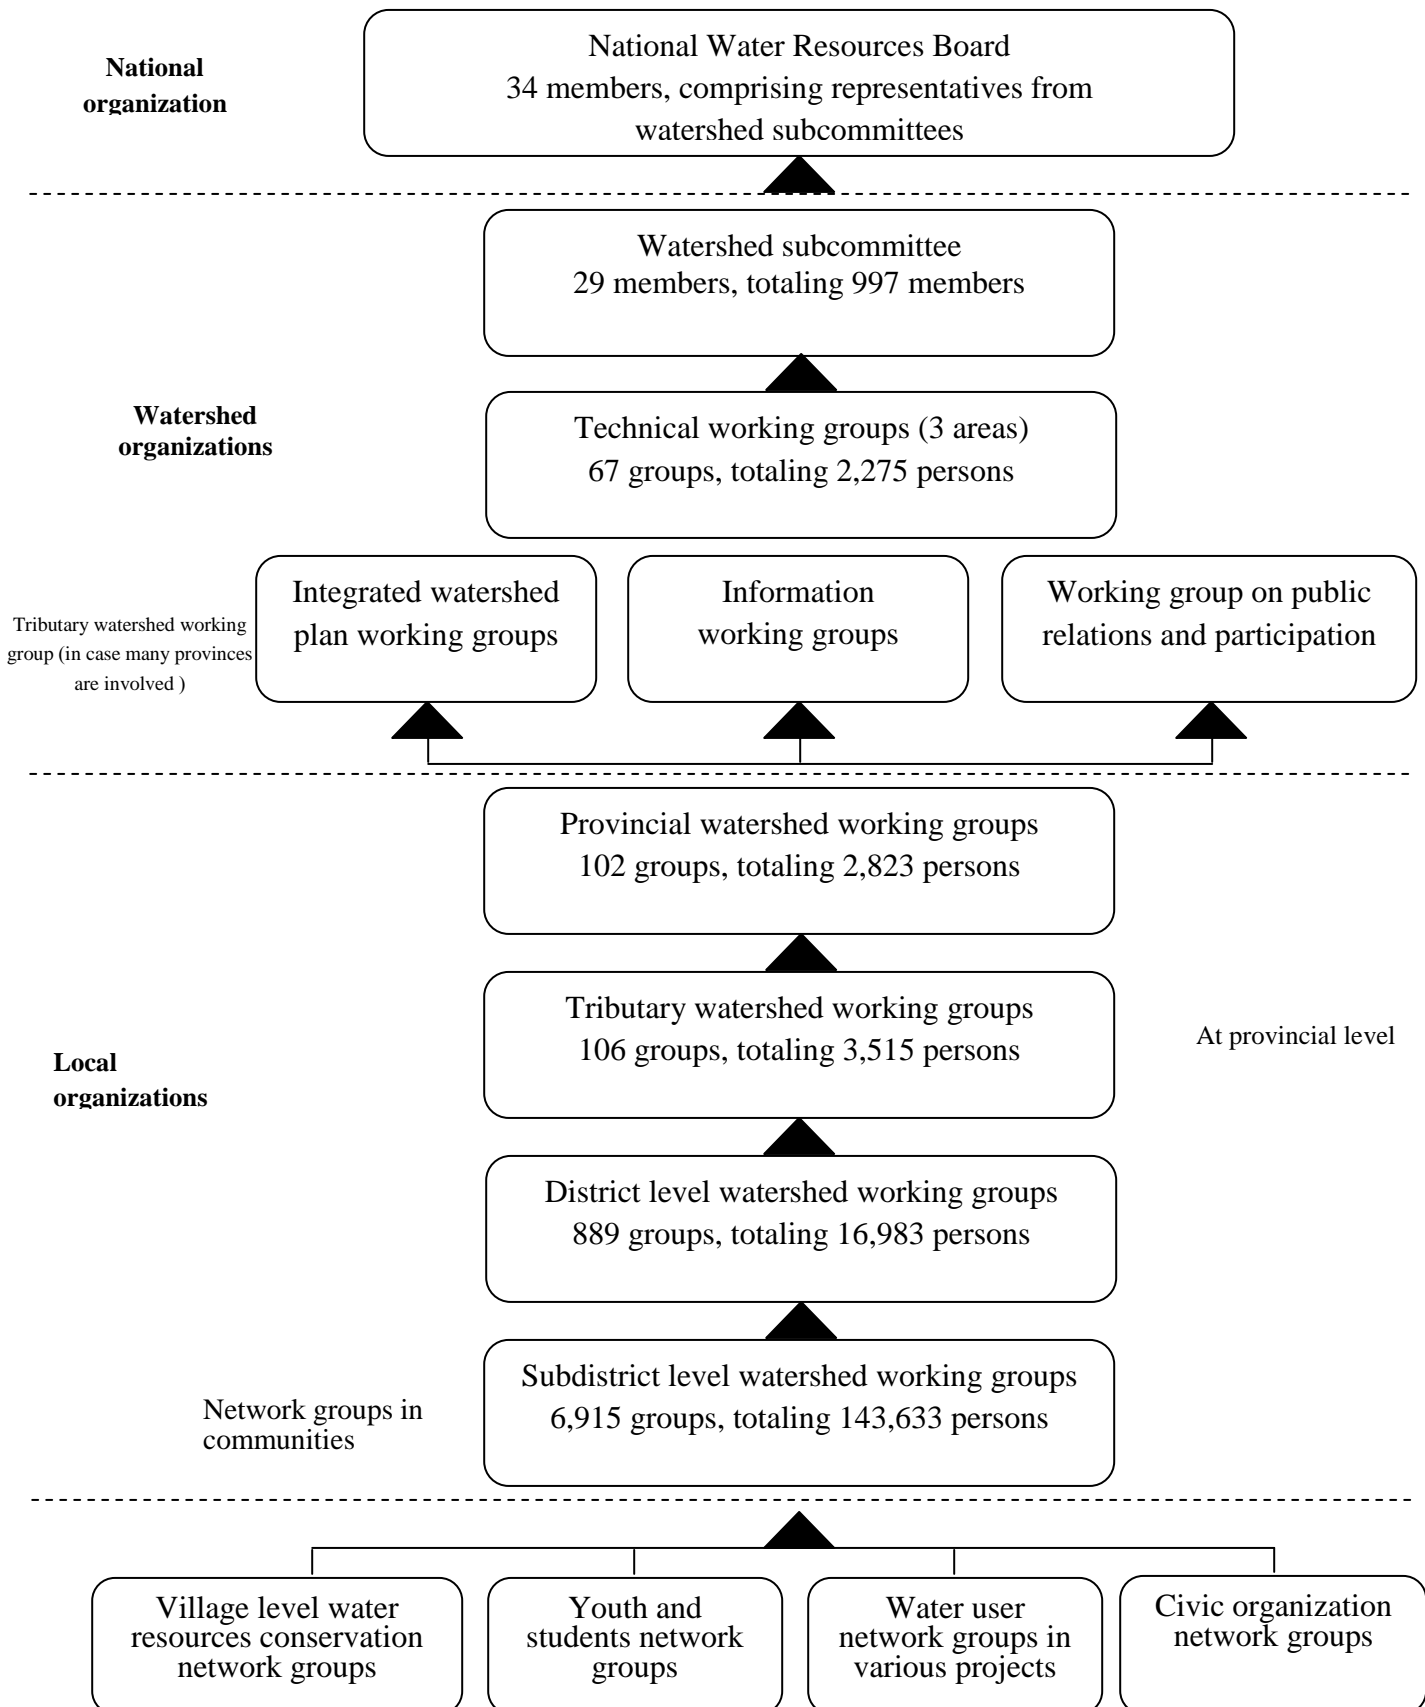 National
organization
National Water Resources Board
34 members, comprising representatives from
watershed subcommittees
Watershed subcommittee
29 members, totaling 997 members
Watershed
organizations
Technical working groups (3 areas)
67 groups, totaling 2,275 persons
Tributary watershed working
group (in case many provinces
are involved )
Integrated watershed
plan working groups
Information
working groups
Working group on public
relations and participation
Provincial watershed working groups
102 groups, totaling 2,823 persons
Tributary watershed working groups
106 groups, totaling 3,515 persons
At provincial level
Local
organizations
District level watershed working groups
889 groups, totaling 16,983 persons
Subdistrict level watershed working groups
6,915 groups, totaling 143,633 persons
Network groups in
communities
Village level water
resources conservation
network groups
Youth and
students network
groups
Water user
network groups in
various projects
Civic organization
network groups